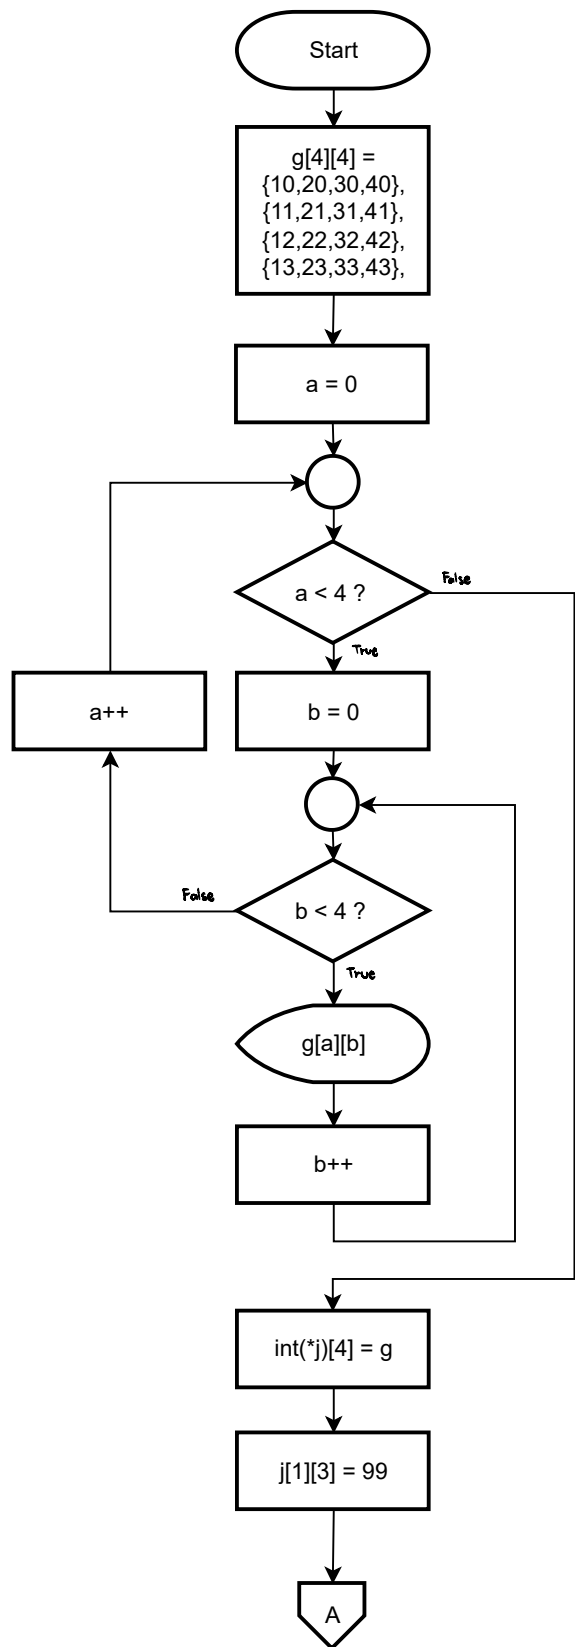 Start
g[4][4] =
{10,20,30,40},
{11,21,31,41},
{12,22,32,42},
{13,23,33,43},
a = 0
a < 4 ?
False
True
a++
b = 0
b < 4 ?
False
True
g[a][b]
b++
int(*j)[4] = g
j[1][3] = 99
A